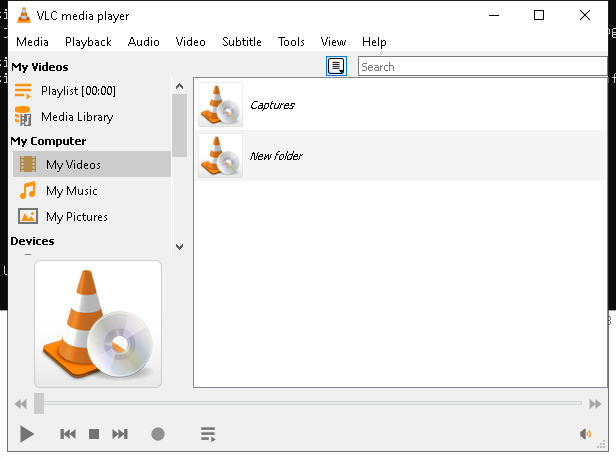 VLC media player
Media Playback Audio Video Subtitle Tools View Help
My Videos
Search
Playlist [00:00]
Media Library
My Computer
My Videos
My Music
My Pictures
Devices
Captures
New folder